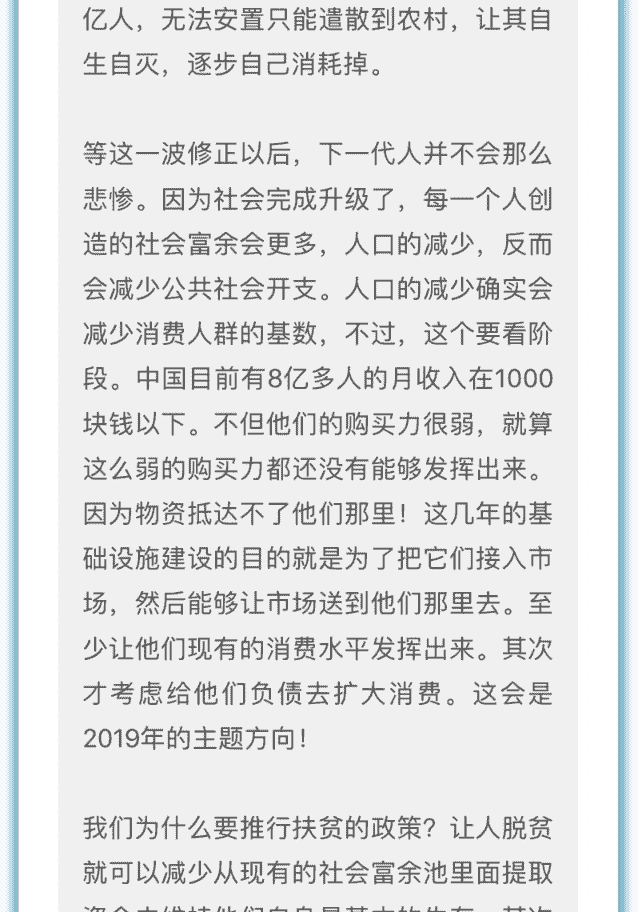 亿人，无法安置只能遣散到农村，让其自
生自灭，逐步自己消耗掉。
等这一波修正以后，下一代人并不会那么
悲惨。因为社会完成升级了，每一个人创
造的社会富余会更多，人口的减少，反而
会减少公共社会开支。人口的减少确实会
减少消费人群的基数，不过，这个要看阶
段。中国目前有8亿多人的月收入在1000
块钱以下。不但他们的购买力很弱，就算
这么弱的购买力都还没有能够发挥出来。
因为物资抵达不了他们那里！这几年的基
础设施建设的目的就是为了把它们接入市
场，然后能够让市场送到他们那里去。至
少让他们现有的消费水平发挥出来。其次
才考虑给他们负债去扩大消费。这会是
2019年的主题方向！
我们为什么要推行扶贫的政策？让人脱贫
就可以减少从现有的社会富余池里面提取